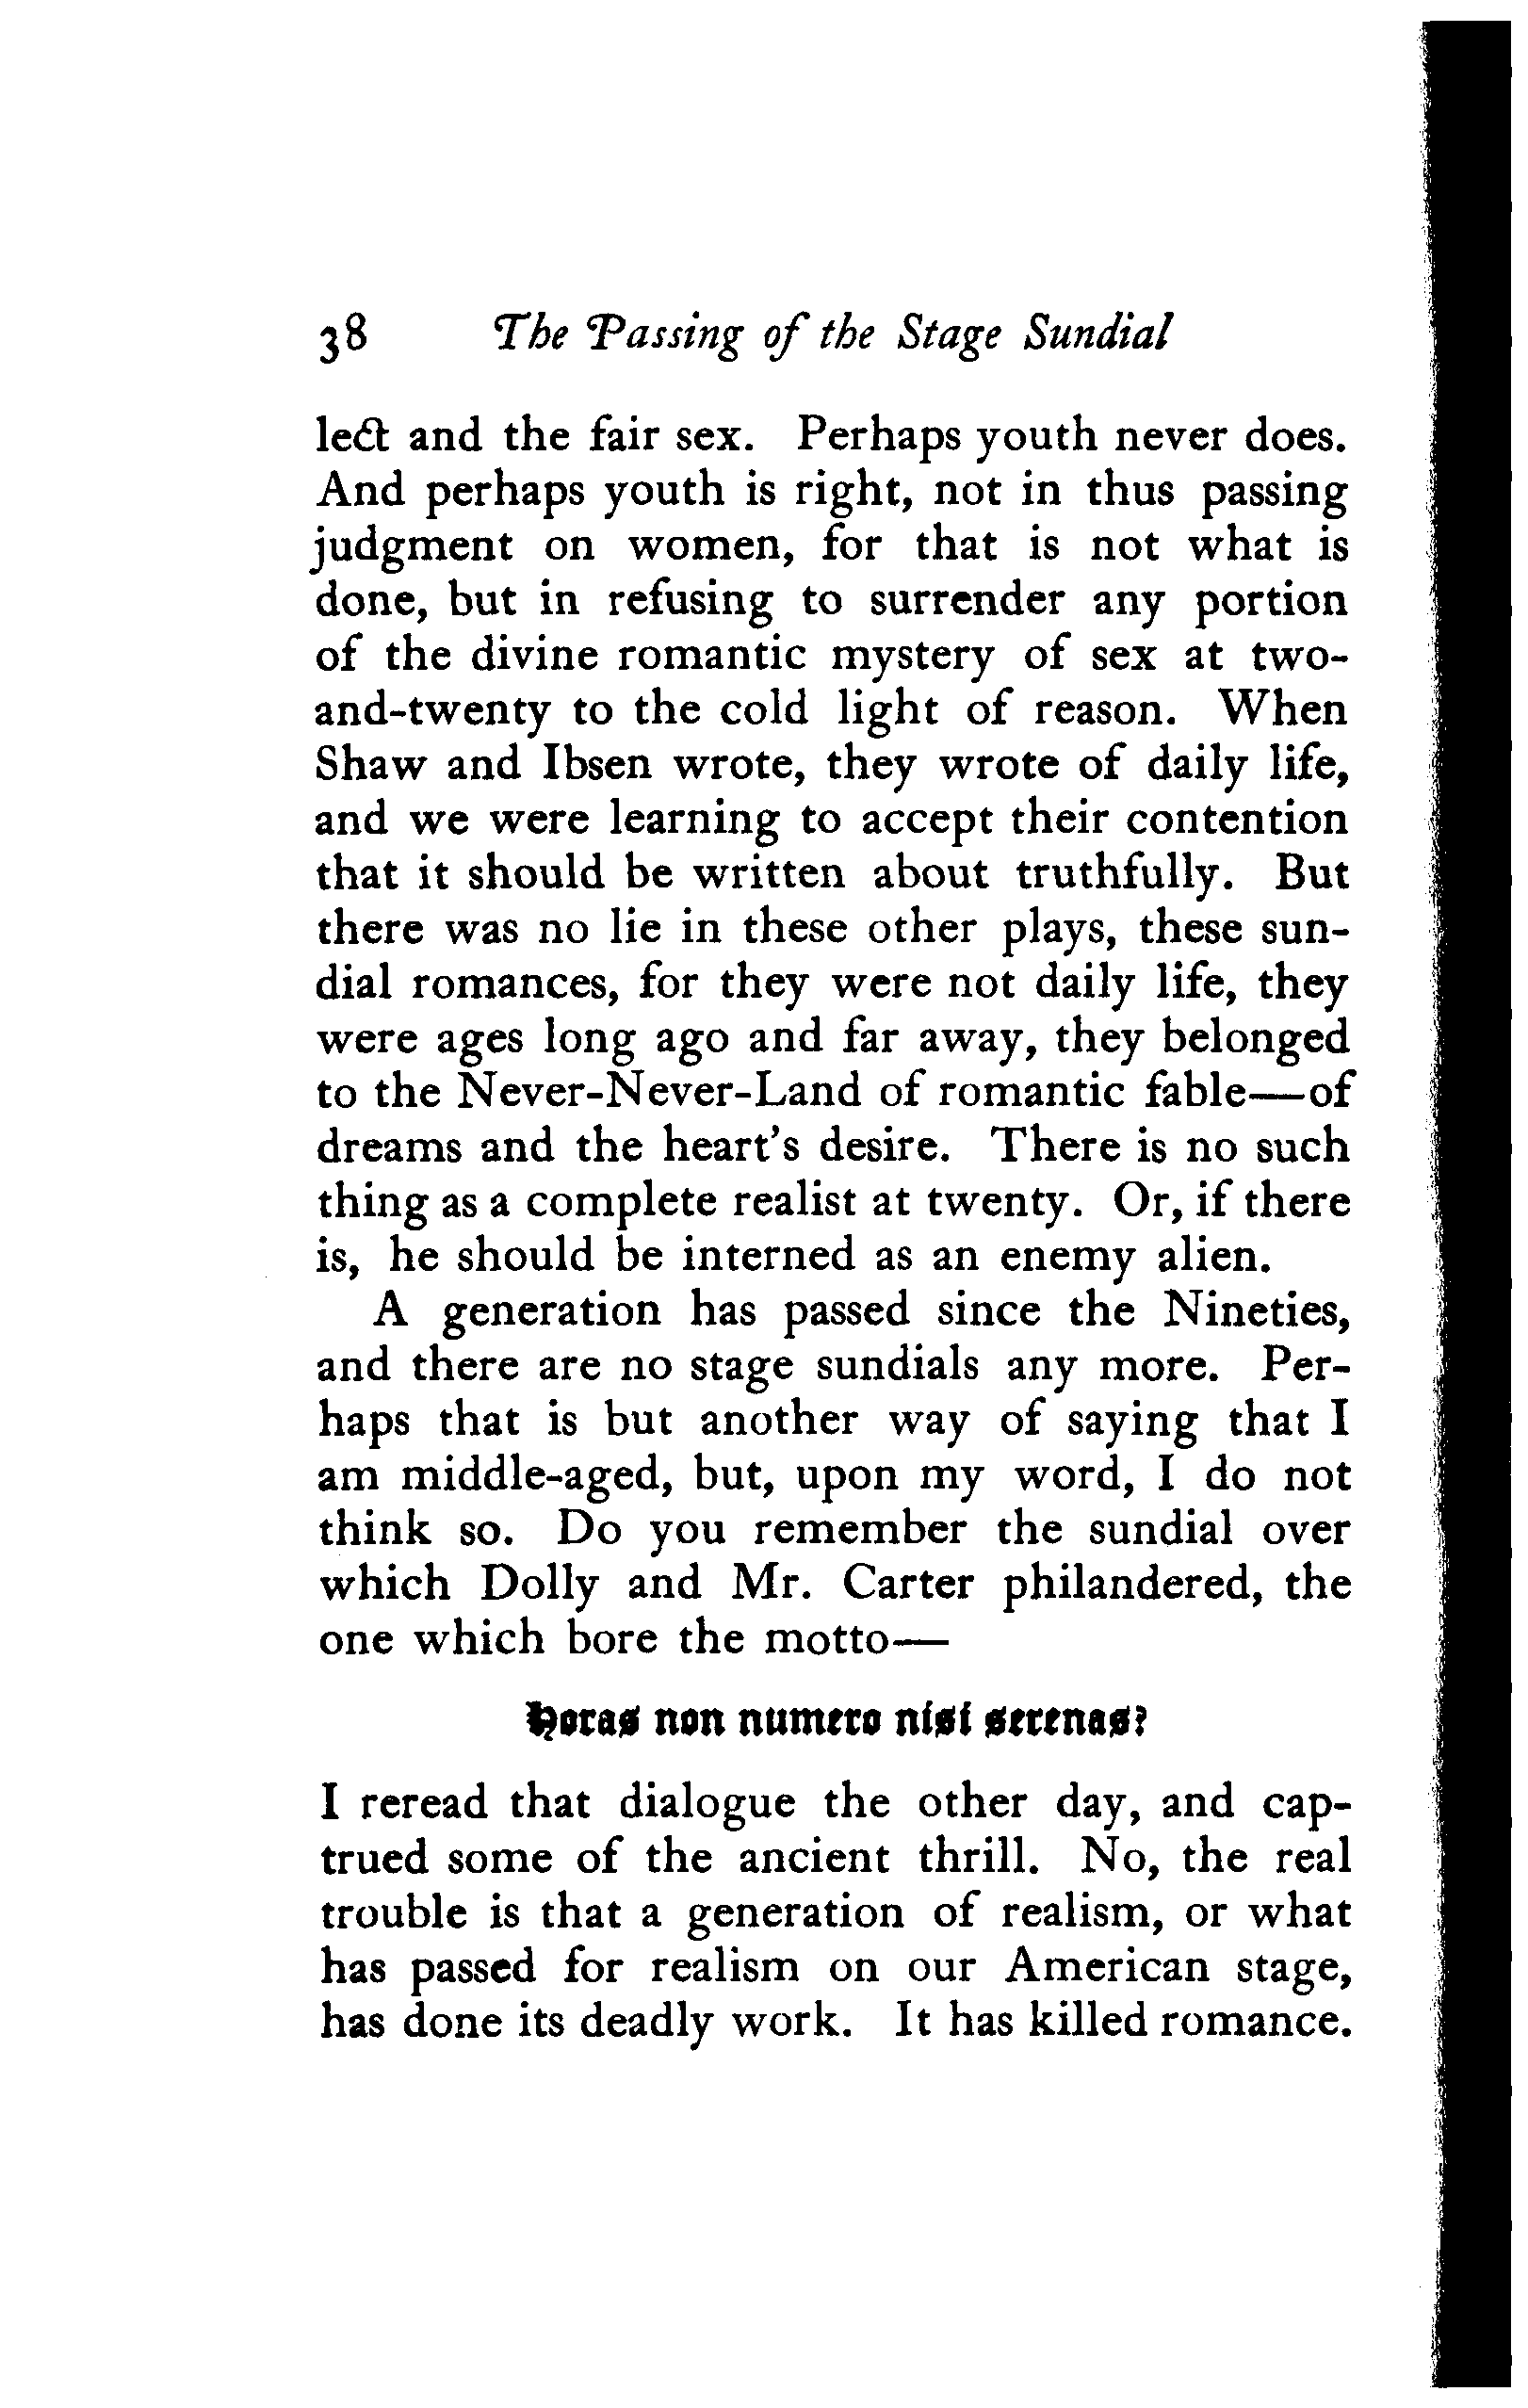 38 The Passing of the Stage Sundial
lect and the fair sex. Perhaps youth never does.
And perhaps youth is right, not in thus passing
judgment on women, for that is not what is
done, but in refusing to surrender any portion
of the divine romantic mystery of sex at two-
and-twenty to the cold light of reason. When
Shaw and Ibsen wrote, they wrote of daily life,
and we were learning to accept their contention
that it should be written about truthfully. But
there was no lie in these other plays, these sun-
dial romances, for they were not daily life, they
were ages long ago and far away, they belonged
to the Never-Never-Land of romantic fable—of
dreams and the heart's desire. There is no such
thing as a complete realist at twenty. Or, if there
is, he should be interned as an enemy alien.
A generation has passed since the Nineties,
and there are no stage sundials any more. Per-
haps that is but another way of saying that I
am middle-aged, but, upon my word, I do not
think so. Do you remember the sundial over
which Dolly and Mr. Carter philandered, the
one which bore the motto—
Horas non numero nisi serenas?
I reread that dialogue the other day, and cap-
trued some of the ancient thrill. No, the real
trouble is that a generation of realism, or what
has passed for realism on our American stage,
has done its deadly work. It has killed romance.